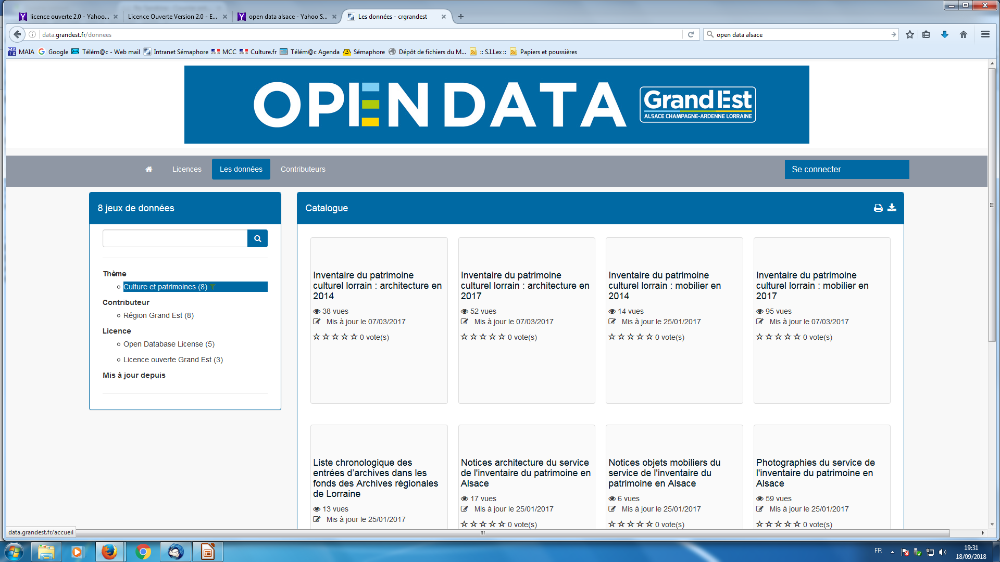 licence ouverte 2.0 - Yahoo...
Licence Ouverte Version 2.0 - E...
open data alsace - Yahoo S...
Les données - crgrandest
data.grandest.fr/donnees
open data alsace
MAIA
Google
Télém@c - Web mail
Intranet Sémaphore
MCC
Culture.fr
Télém@c Agenda
Sémaphore
Dépôt de fichiers du M...
:: S.I.Lex ::
Papiers et poussières
OPEN DATA
Grand Est
ALSACE CHAMPAGNE-ARDENNE LORRAINE
Licences
Les données
Contributeurs
Se connecter
8 jeux de données
Thème
Culture et patrimoines (8)
Contributeur
Région Grand Est (8)
Licence
Open Database License (5)
Licence ouverte Grand Est (3)
Mis à jour depuis
Catalogue
Inventaire du patrimoine
culturel lorrain : architecture en
2014
38 vues
Mis à jour le 07/03/2017
0 vote(s)
Inventaire du patrimoine
culturel lorrain : architecture en
2017
52 vues
Mis à jour le 07/03/2017
0 vote(s)
Inventaire du patrimoine
culturel lorrain : mobilier en
2014
14 vues
Mis à jour le 25/01/2017
0 vote(s)
Inventaire du patrimoine
culturel lorrain : mobilier en
2017
95 vues
Mis à jour le 07/03/2017
0 vote(s)
Liste chronologique des
entrées d’archives dans les
fonds des Archives régionales
de Lorraine
13 vues
Mis à jour le 25/01/2017
Notices architecture du service
de l'inventaire du patrimoine en
Alsace
17 vues
Mis à jour le 25/01/2017
0 vote(s)
Notices objets mobiliers du
service de l'inventaire du
patrimoine en Alsace
6 vues
Mis à jour le 25/01/2017
0 vote(s)
Photographies du service de
l'inventaire du patrimoine en
Alsace
59 vues
Mis à jour le 25/01/2017
0 vote(s)
data.grandest.fr/accueil
FR
19:31
18/09/2018